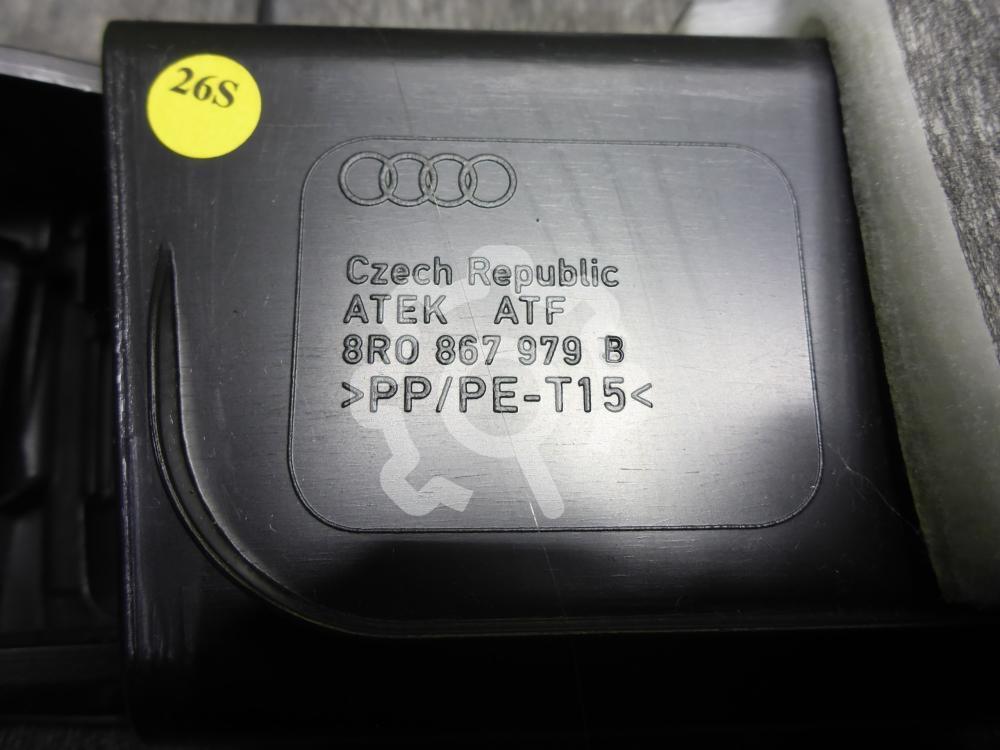 26S
Czech Republic
ATEK ATF
8R0 867 979 B
>PP/PE-T15<